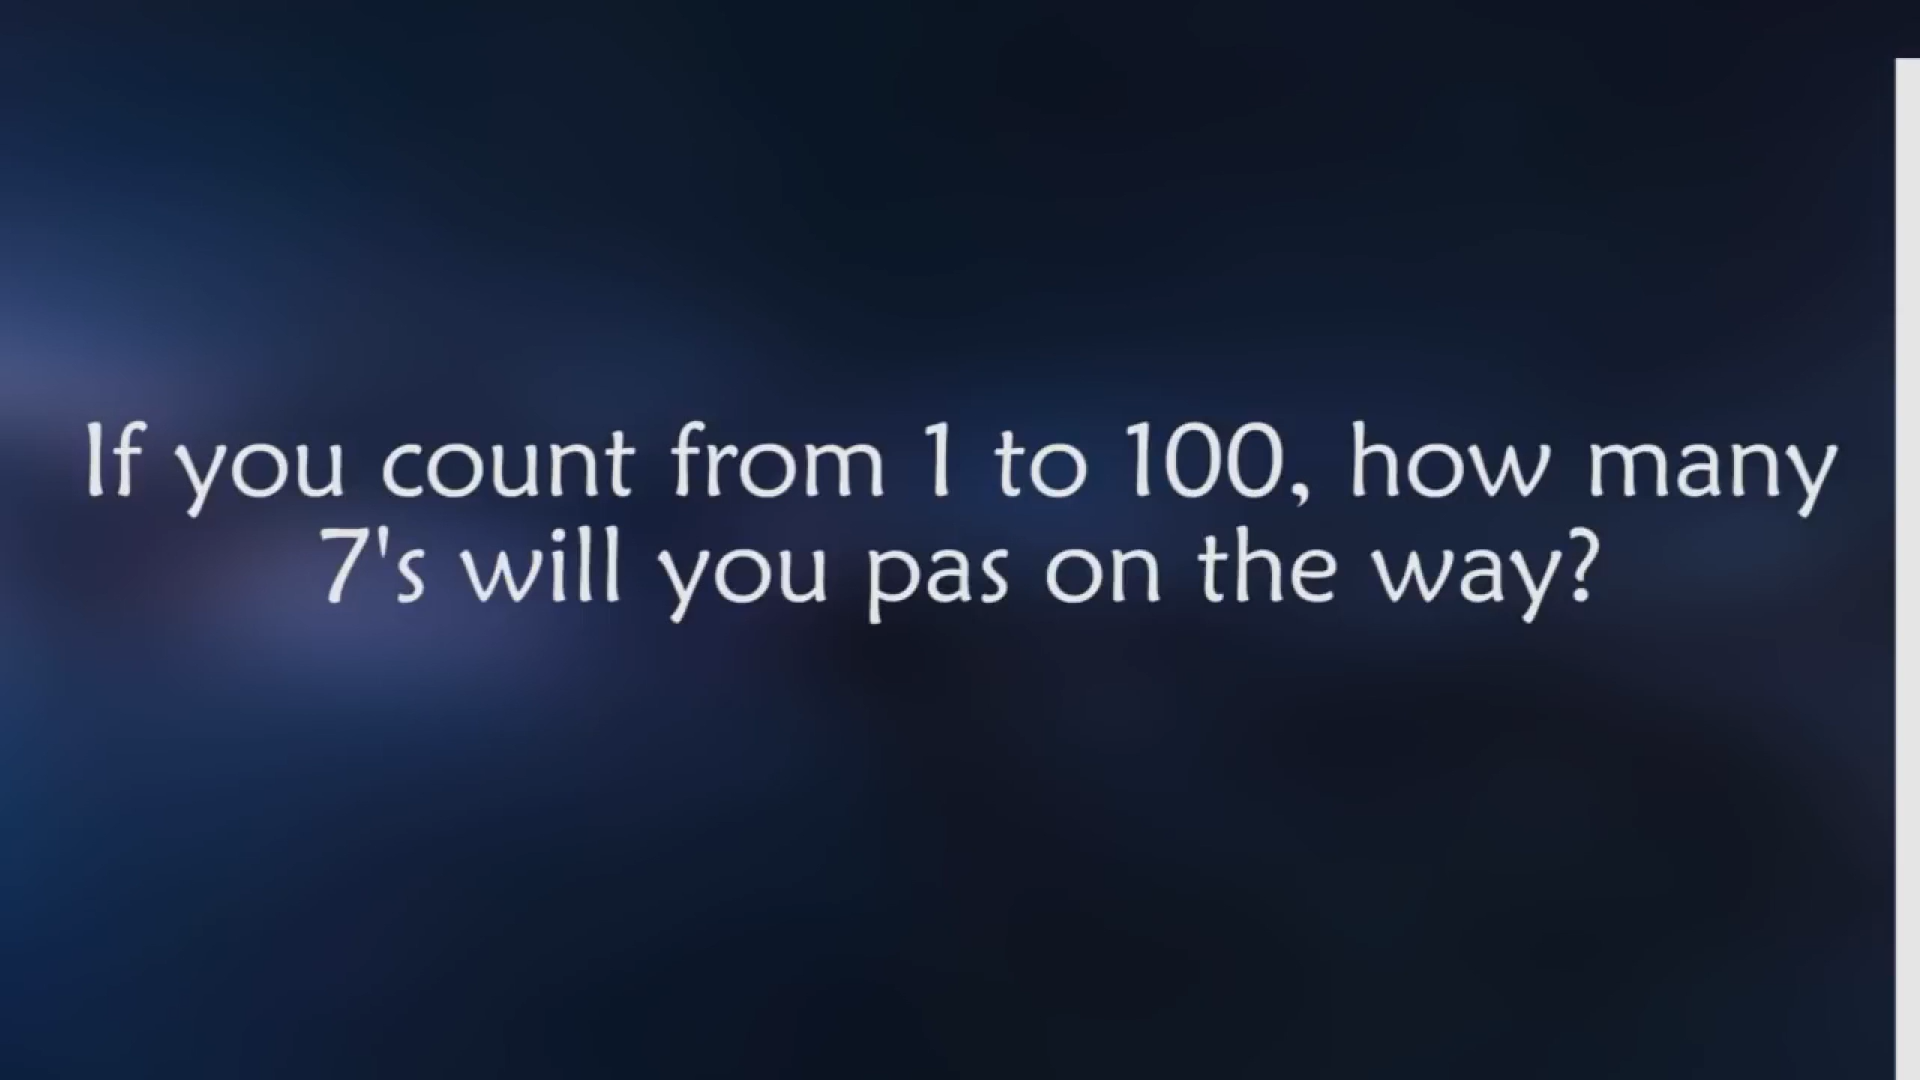 If you count from 1 to 100, how many
7's will you pas on the way?